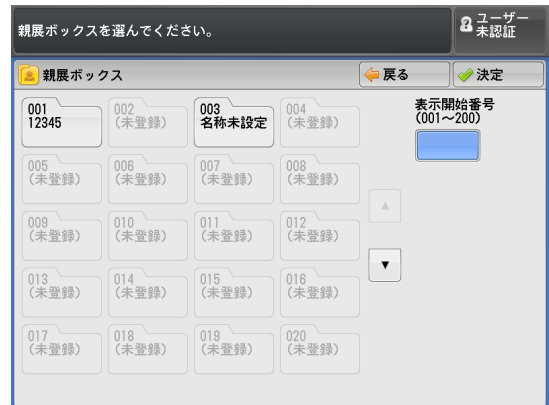 親展ボックスを選んでください。
ユーザー
未認証
親展ボックス
戻る
決定
001
12345
002
(未登録)
003
名称未設定
004
(未登録)
表示開始番号
(001～200)
005
(未登録)
006
(未登録)
007
(未登録)
008
(未登録)
009
(未登録)
010
(未登録)
011
(未登録)
012
(未登録)
013
(未登録)
014
(未登録)
015
(未登録)
016
(未登録)
017
(未登録)
018
(未登録)
019
(未登録)
020
(未登録)